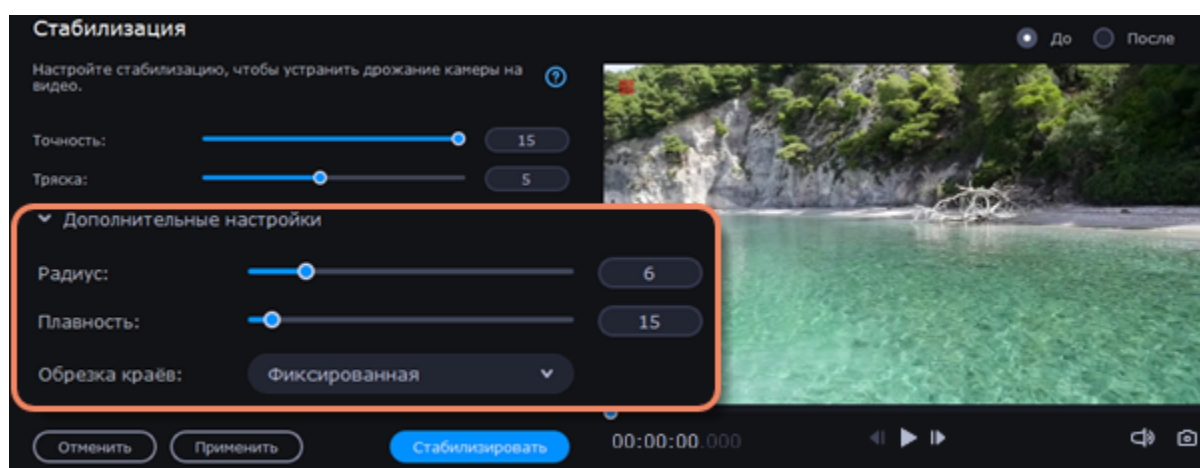 Стабилизация
До После
Настройте стабилизацию, чтобы устранить дрожание камеры на
видео.
?
Точность: 15
Тряска: 5
Дополнительные настройки
Радиус: 6
Плавность: 15
Обрезка краёв: Фиксированная
Отменить Применить Стабилизировать 00:00:00.000